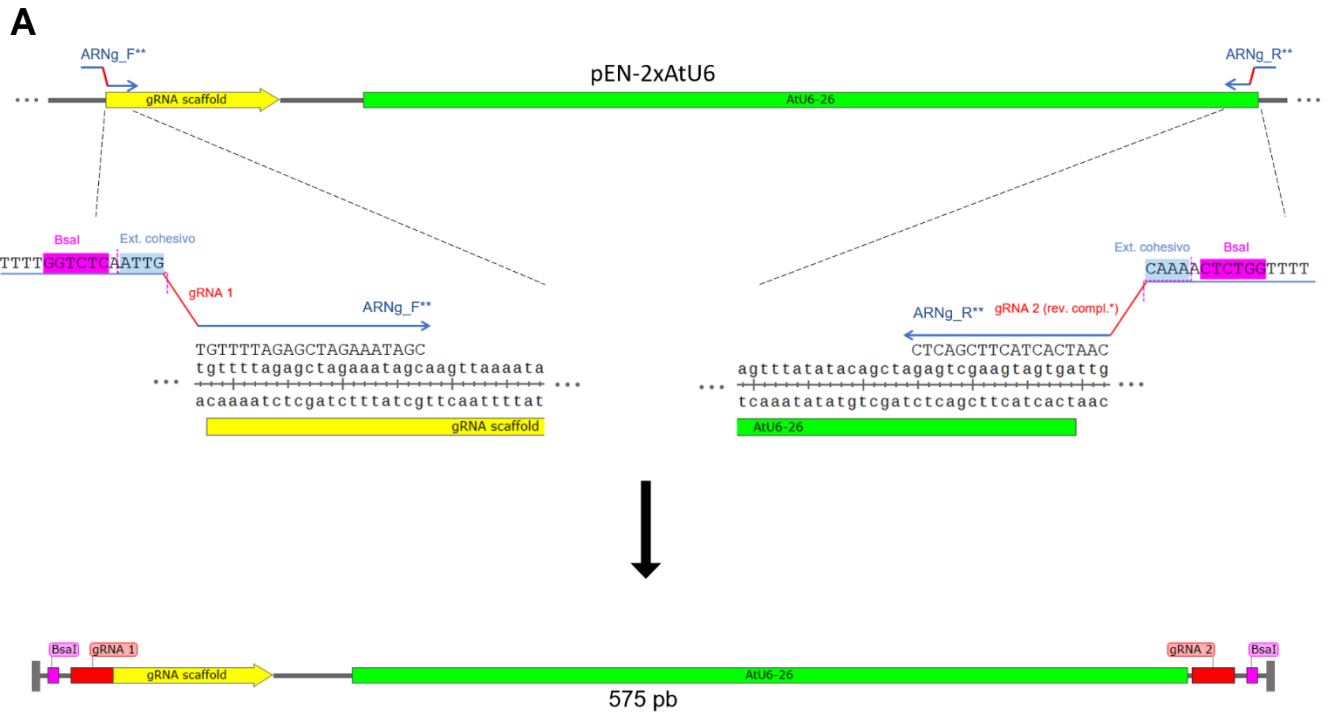 A
ARNg_F**
pEN-2xAtU6
ARNg_R**
gRNA scaffold
AtU6-26
BsaI
Ext. cohesivo
TTTTGGTCTCAATTG
gRNA 1
ARNg_F**
TGTTTTAGAGCTAGAAATAGC
tgttttagagctagaaatagcaagttaaaata
acaaaatctcgatctttatcgttcaattttat
gRNA scaffold
Ext. cohesivo
BsaI
CAAAACTCTGGTTTT
ARNg_R**
gRNA 2 (rev. compl.*)
CTCAGCTTCATCACTAAC
agtttatatacagctagagtcgaagtagtgattg
tcaaatatatgtcgatctcagcttcatcactaac
AtU6-26
BsaI
gRNA 1
gRNA scaffold
AtU6-26
gRNA 2
BsaI
575 pb